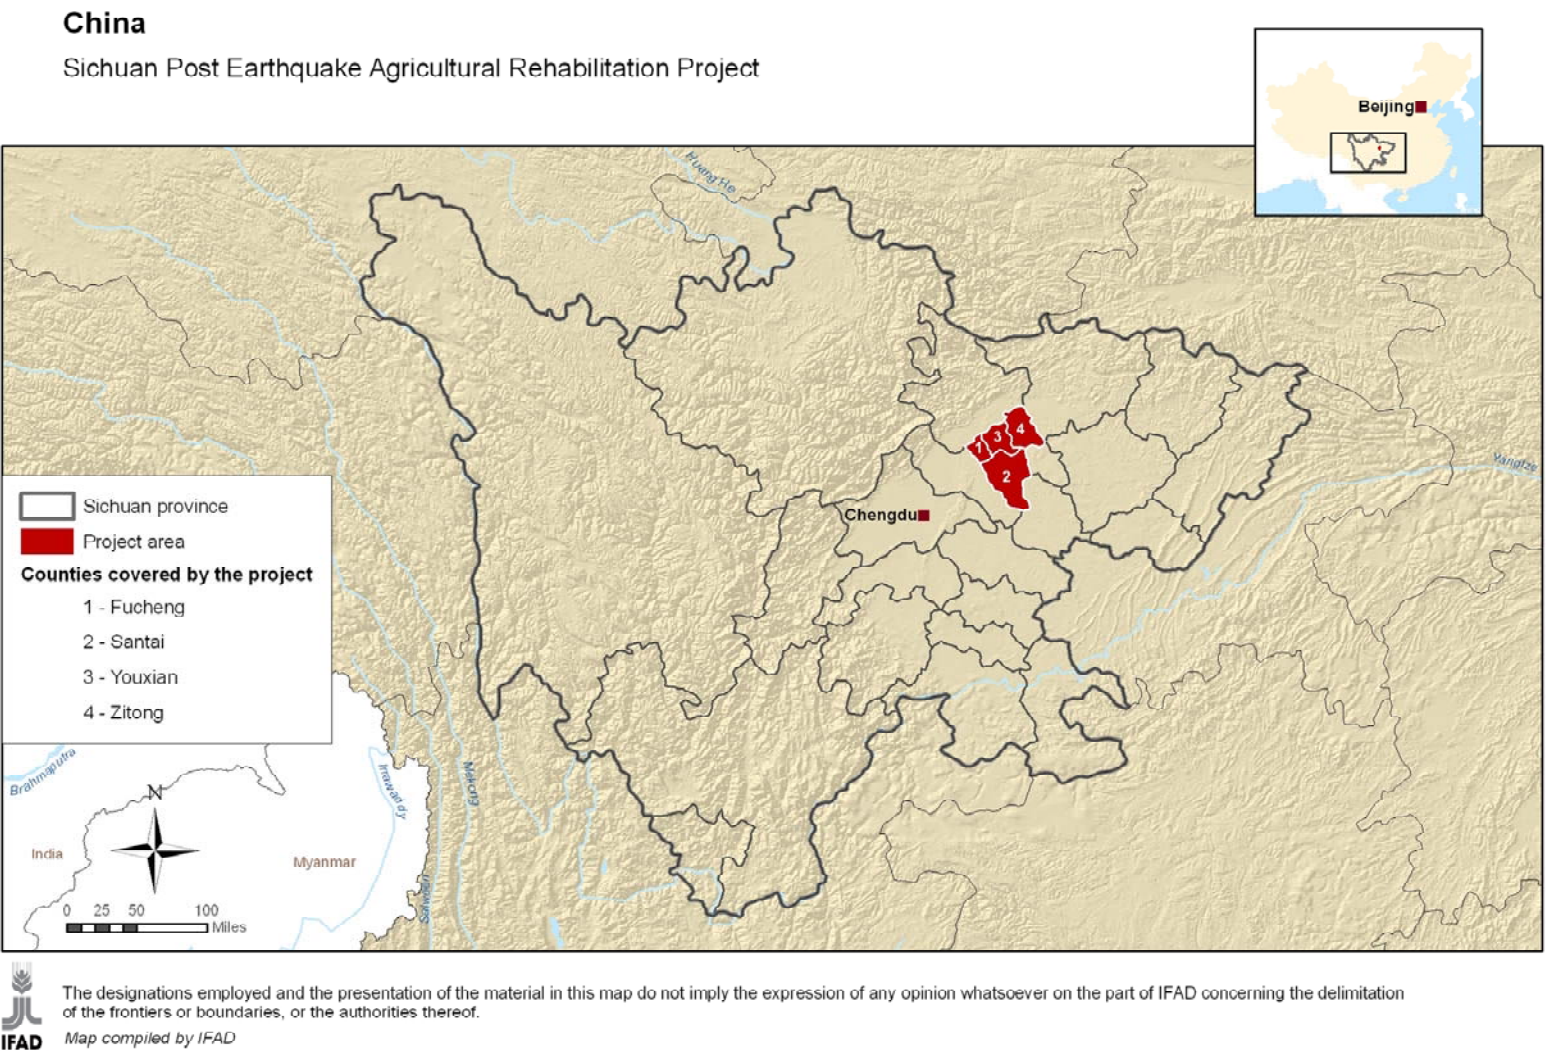 China
Sichuan Post Earthquake Agricultural Rehabilitation Project
Beijing
Huang He
Yangtze
Chengdu
1
2
3
4
Sichuan province
Project area
Counties covered by the project
1 - Fucheng
2 - Santai
3 - Youxian
4 - Zitong
Brahmaputra
Irrawaddy
Mekong
Salween
N
India
Myanmar
0 25 50 100
Miles
The designations employed and the presentation of the material in this map do not imply the expression of any opinion whatsoever on the part of IFAD concerning the delimitation
of the frontiers or boundaries, or the authorities thereof.
IFAD
Map compiled by IFAD